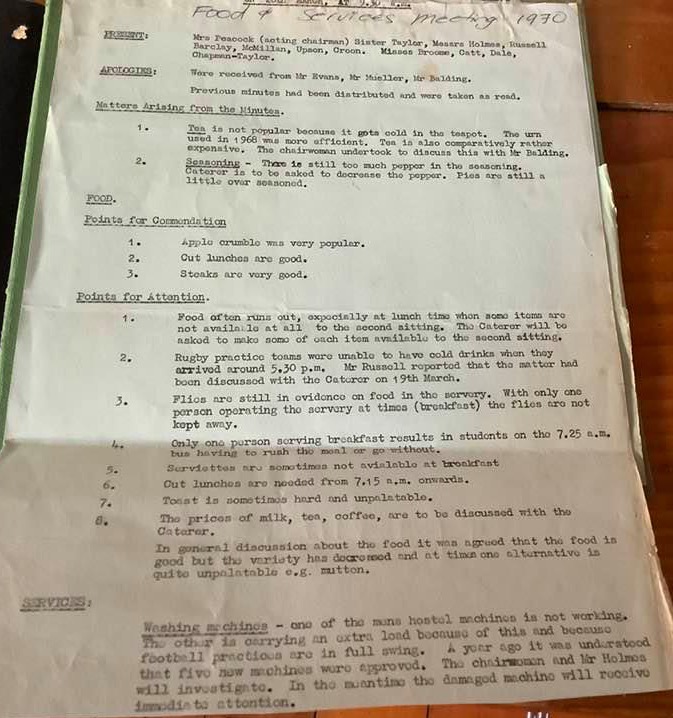 ON 20th MARCH, AT 9.30 a.m.
Food & Services meeting 1970
PRESENT: Mrs Peacock (acting chairman) Sister Taylor, Messrs Holmes, Russell
Barclay, McMillan, Upson, Croon. Misses Broome, Catt, Dale,
Chapman-Taylor.
APOLOGIES: Were received from Mr Evans, Mr Mueller, Mr Balding.
Previous minutes had been distributed and were taken as read.
Matters Arising from the Minutes.
1. Tea is not popular because it gets cold in the teapot. The urn
used in 1968 was more efficient. Tea is also comparatively rather
expensive. The chairwoman undertook to discuss this with Mr Balding.
2. Seasoning - There is still too much pepper in the seasoning.
Caterer is to be asked to decrease the pepper. Pies are still a
little over seasoned.
FOOD.
Points for Commendation
1. Apple crumble was very popular.
2. Cut lunches are good.
3. Steaks are very good.
Points for Attention.
1. Food often runs out, expecially at lunch time when some items are
not available at all to the second sitting. The Caterer will be
asked to make some of each item available to the second sitting.
2. Rugby practice teams were unable to have cold drinks when they
arrived around 5.30 p.m. Mr Russell reported that the matter had
been discussed with the Caterer on 19th March.
3. Flies are still in evidence on food in the servery. With only one
person operating the servery at times (breakfast) the flies are not
kept away.
4. Only one person serving breakfast results in students on the 7.25 a.m.
bus having to rush the meal or go without.
5. Serviettes are sometimes not avialable at breakfast
6. Cut lunches are needed from 7.15 a.m. onwards.
7. Toast is sometimes hard and unpalatable.
8. The prices of milk, tea, coffee, are to be discussed with the
Caterer.
In general discussion about the food it was agreed that the food is
good but the variety has decreased and at times one alternative is
quite unpalatable e.g. mutton.
SERVICES:
Washing machines - one of the mens hostel machines is not working.
The other is carrying an extra load because of this and because
football practices are in full swing. A year ago it was understood
that five new machines were approved. The chairwoman and Mr Holmes
will investigate. In the meantime the damaged machine will receive
immediate attention.